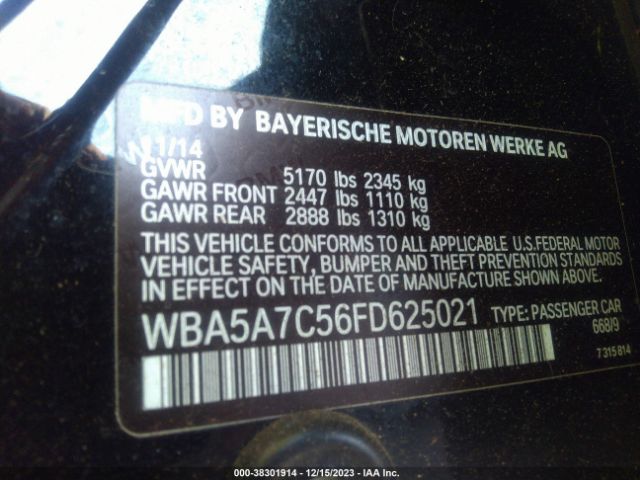 MFD BY BAYERISCHE MOTOREN WERKE AG
11/14
GVWR 5170 lbs 2345 kg
GAWR FRONT 2447 lbs 1110 kg
GAWR REAR 2888 lbs 1310 kg
THIS VEHICLE CONFORMS TO ALL APPLICABLE U.S.FEDERAL MOTOR
VEHICLE SAFETY, BUMPER AND THEFT PREVENTION STANDARDS
IN EFFECT ON THE DATE OF MANUFACTURE SHOWN ABOVE.
WBA5A7C56FD625021 TYPE: PASSENGER CAR
668/9
7 315 814
000-38301914 - 12/15/2023 - IAA Inc.